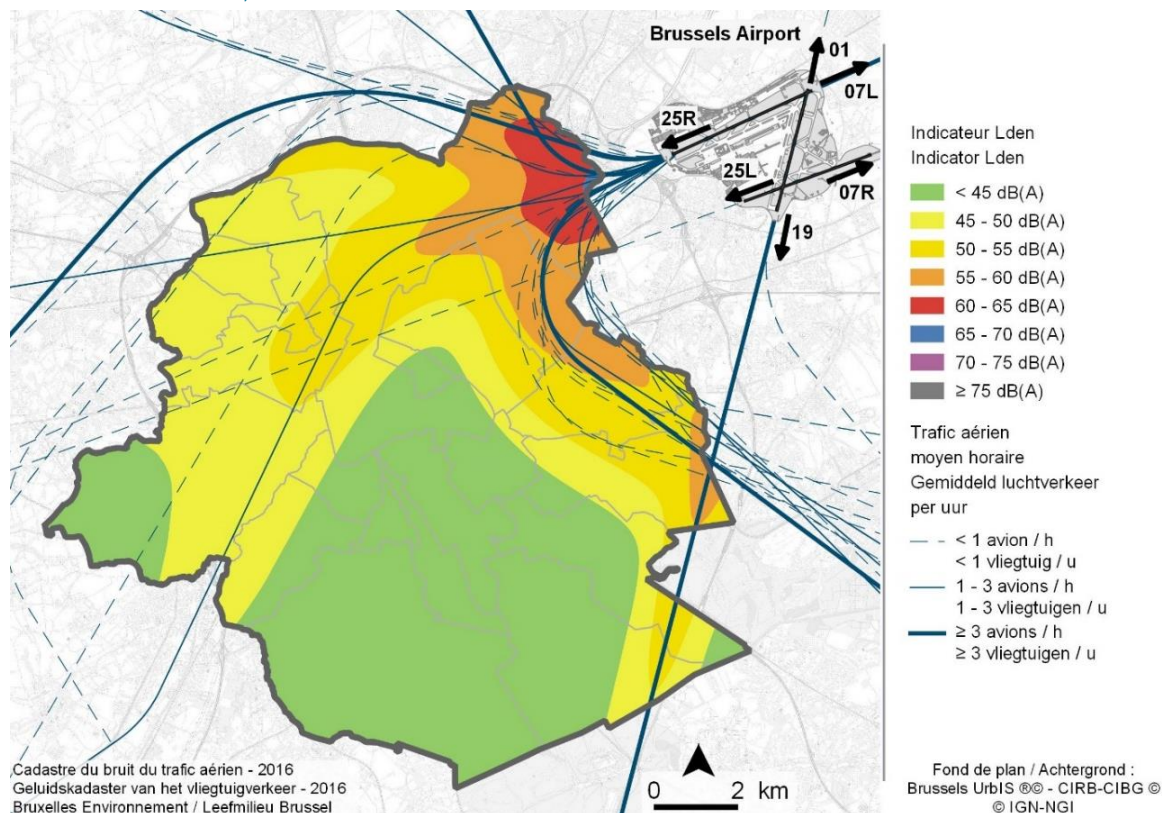 Brussels Airport
01
07L
25R
25L
07R
19
Indicateur Lden
Indicator Lden
< 45 dB(A)
45 - 50 dB(A)
50 - 55 dB(A)
55 - 60 dB(A)
60 - 65 dB(A)
65 - 70 dB(A)
70 - 75 dB(A)
≥ 75 dB(A)
Trafic aérien
moyen horaire
Gemiddeld luchtverkeer
per uur
< 1 avion / h
< 1 vliegtuig / u
1 - 3 avions / h
1 - 3 vliegtuigen / u
≥ 3 avions / h
≥ 3 vliegtuigen / u
Cadastre du bruit du trafic aérien - 2016
Geluidskadaster van het vliegtuigverkeer - 2016
Bruxelles Environnement / Leefmilieu Brussel
0 2 km
Fond de plan / Achtergrond :
Brussels UrbIS ®© - CIRB-CIBG ©
© IGN-NGI